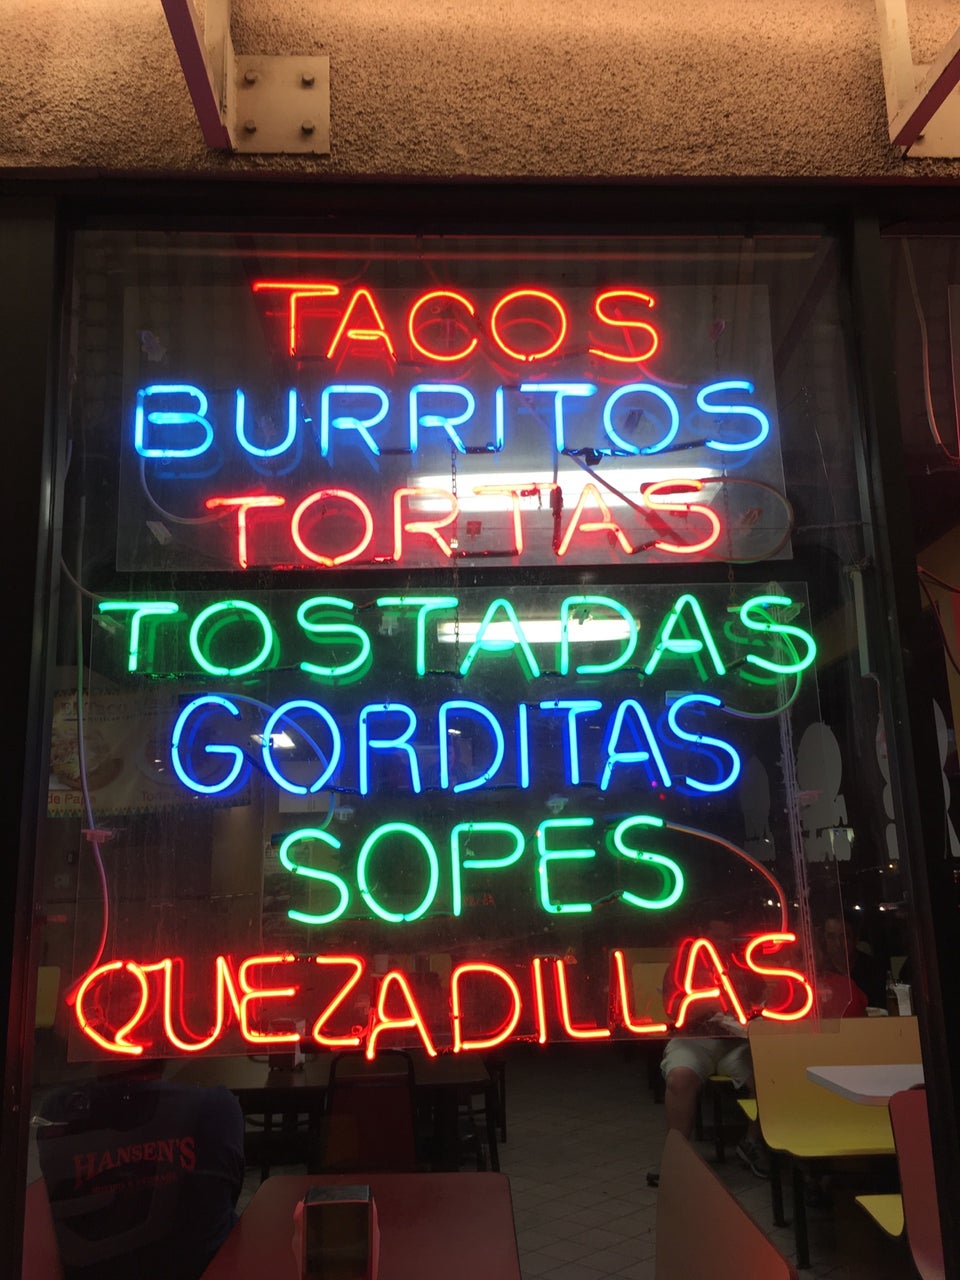 TACOS
BURRITOS
TORTAS
TOSTADAS
GORDITAS
SOPES
QUEZADILLAS
HANSEN'S